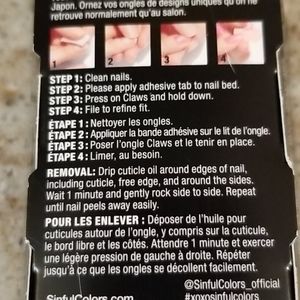 Japon. Ornez vos ongles de designs uniques qu'on ne
retrouve normalement qu'au salon.
1 2 3 4
STEP 1: Clean nails.
STEP 2: Please apply adhesive tab to nail bed.
STEP 3: Press on Claws and hold down.
STEP 4: File to refine fit.
ÉTAPE 1: Nettoyer les ongles.
ÉTAPE 2: Appliquer la bande adhésive sur le lit de l'ongle.
ÉTAPE 3: Poser l'ongle Claws et le tenir en place.
ÉTAPE 4: Limer, au besoin.
REMOVAL: Drip cuticle oil around edges of nail,
including cuticle, free edge, and around the sides.
Wait 1 minute and gently rock side to side. Repeat
until nail peels away easily.
POUR LES ENLEVER: Déposer de l'huile pour
cuticules autour de l'ongle, y compris sur la cuticule,
le bord libre et les côtés. Attendre 1 minute et exercer
une légère pression de gauche à droite. Répéter
jusqu'à ce que les ongles se décollent facilement.
@SinfulColors_official
SinfulColors.com #xoxosinfulcolors